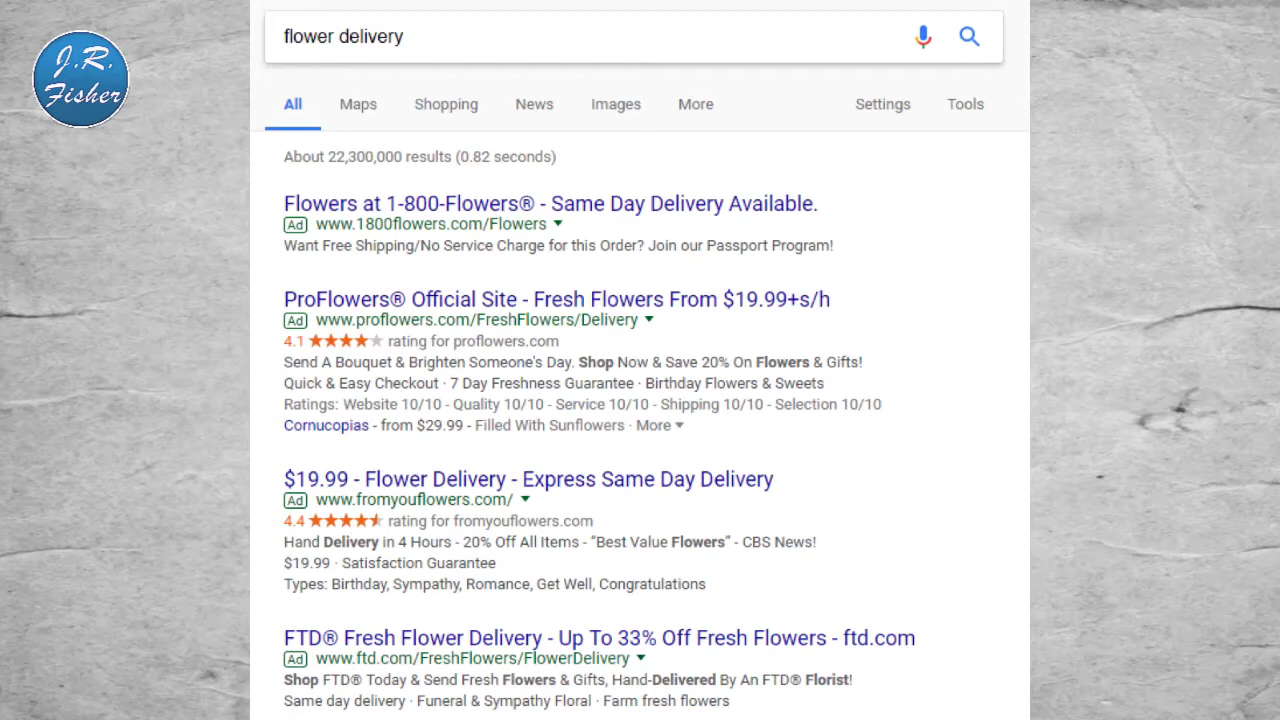 J.R.
Fisher
flower delivery
All Maps Shopping News Images More Settings Tools
About 22,300,000 results (0.82 seconds)
Flowers at 1-800-Flowers® - Same Day Delivery Available.
Ad www.1800flowers.com/Flowers
Want Free Shipping/No Service Charge for this Order? Join our Passport Program!
ProFlowers® Official Site - Fresh Flowers From $19.99+s/h
Ad www.proflowers.com/FreshFlowers/Delivery
4.1 ★★★★★ rating for proflowers.com
Send A Bouquet & Brighten Someone's Day. Shop Now & Save 20% On Flowers & Gifts!
Quick & Easy Checkout · 7 Day Freshness Guarantee · Birthday Flowers & Sweets
Ratings: Website 10/10 - Quality 10/10 - Service 10/10 - Shipping 10/10 - Selection 10/10
Cornucopias - from $29.99 - Filled With Sunflowers · More
$19.99 - Flower Delivery - Express Same Day Delivery
Ad www.fromyouflowers.com/
4.4 ★★★★★ rating for fromyouflowers.com
Hand Delivery in 4 Hours - 20% Off All Items - “Best Value Flowers” - CBS News!
$19.99 · Satisfaction Guarantee
Types: Birthday, Sympathy, Romance, Get Well, Congratulations
FTD® Fresh Flower Delivery - Up To 33% Off Fresh Flowers - ftd.com
Ad www.ftd.com/FreshFlowers/FlowerDelivery
Shop FTD® Today & Send Fresh Flowers & Gifts, Hand-Delivered By An FTD® Florist!
Same day delivery · Funeral & Sympathy Floral · Farm fresh flowers